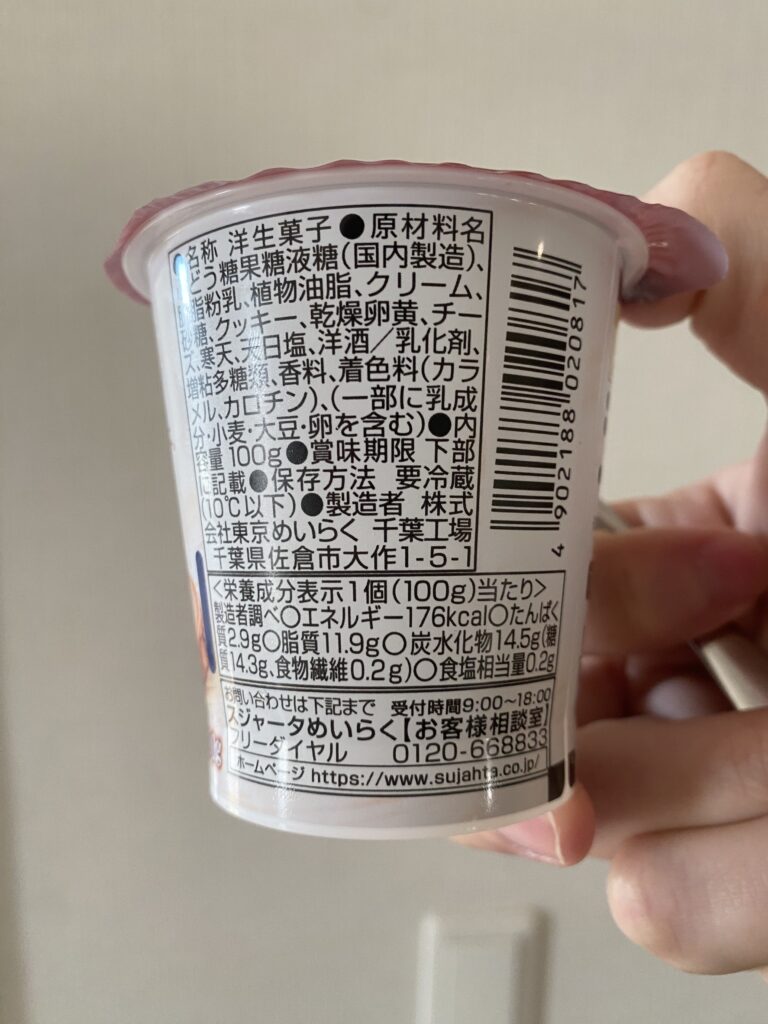 ●名称 洋生菓子 ●原材料名
どう糖果糖液糖(国内製造)、
脂粉乳、植物油脂、クリーム、
砂糖、クッキー、乾燥卵黄、チー
ズ、寒天、天日塩、洋酒/乳化剤、
増粘多糖類、香料、着色料(カラ
メル、カロチン)、(一部に乳成
分・小麦・大豆・卵を含む)●内
容量 100g●賞味期限 下部
に記載●保存方法 要冷蔵
(10℃以下)●製造者 株式
会社東京めいらく 千葉工場
千葉県佐倉市大作1-5-1
<栄養成分表示1個(100g)当たり>
製造者調べ〇エネルギー176kcal〇たんぱく
質2.9g〇脂質11.9g〇炭水化物14.5g(糖
質14.3g、食物繊維0.2g)〇食塩相当量0.2g
お問い合わせは下記まで 受付時間9:00~18:00
スジャータめいらく【お客様相談室】
フリーダイヤル 0120-668833
ホームページ https://www.sujahta.co.jp/
4 902188 020817